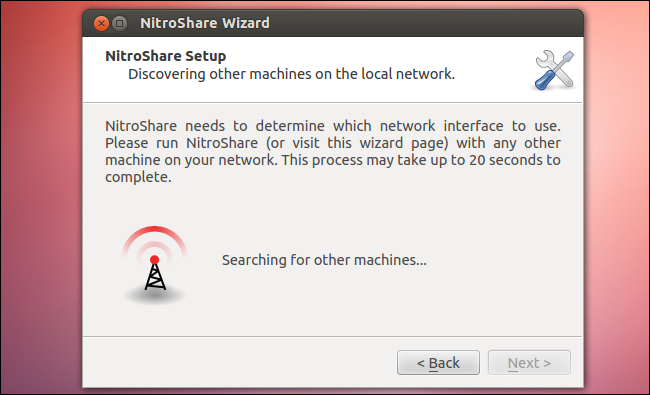 NitroShare Wizard
NitroShare Setup
Discovering other machines on the local network.
NitroShare needs to determine which network interface to use.
Please run NitroShare (or visit this wizard page) with any other
machine on your network. This process may take up to 20 seconds to
complete.
Searching for other machines...
< Back
Next >